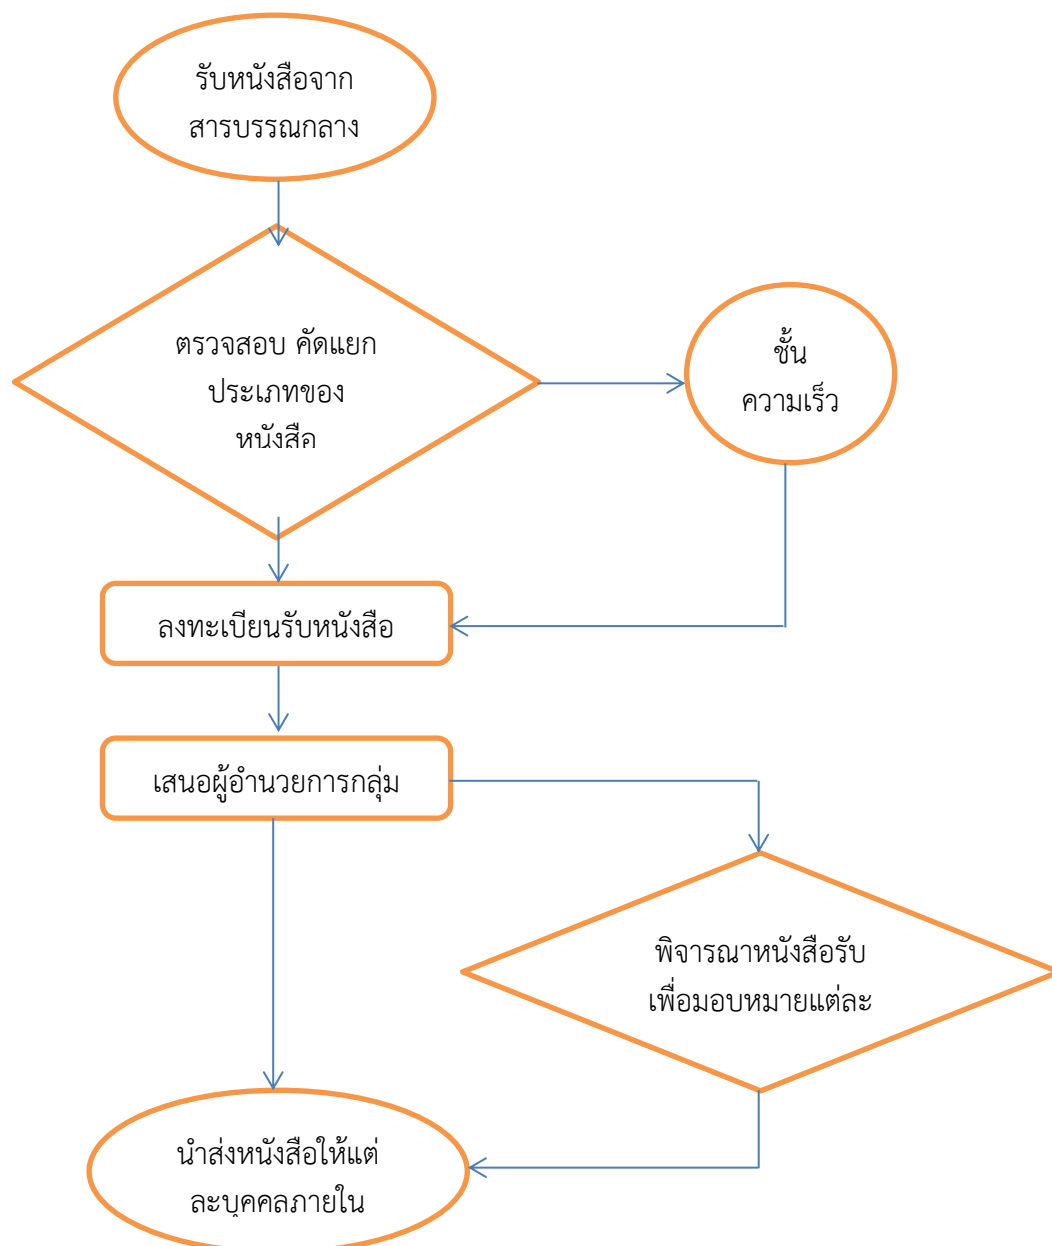 รับหนังสือจาก
สารบรรณกลาง
ตรวจสอบ คัดแยก
ประเภทของ
หนังสือ
ชั้น
ความเร็ว
ลงทะเบียนรับหนังสือ
เสนอผู้อำนวยการกลุ่ม
พิจารณาหนังสือรับ
เพื่อมอบหมายแต่ละ
นำส่งหนังสือให้แต่
ละบุคคลภายใน